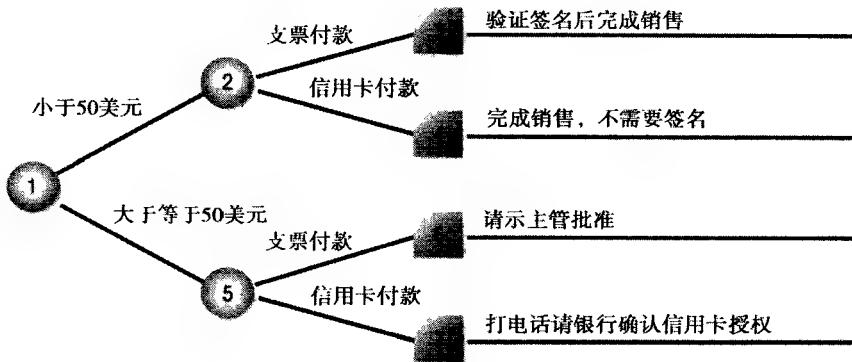 支票付款
验证签名后完成销售
2
小于50美元
信用卡付款
完成销售，不需要签名
1
大于等于50美元
支票付款
请示主管批准
5
信用卡付款
打电话请银行确认信用卡授权